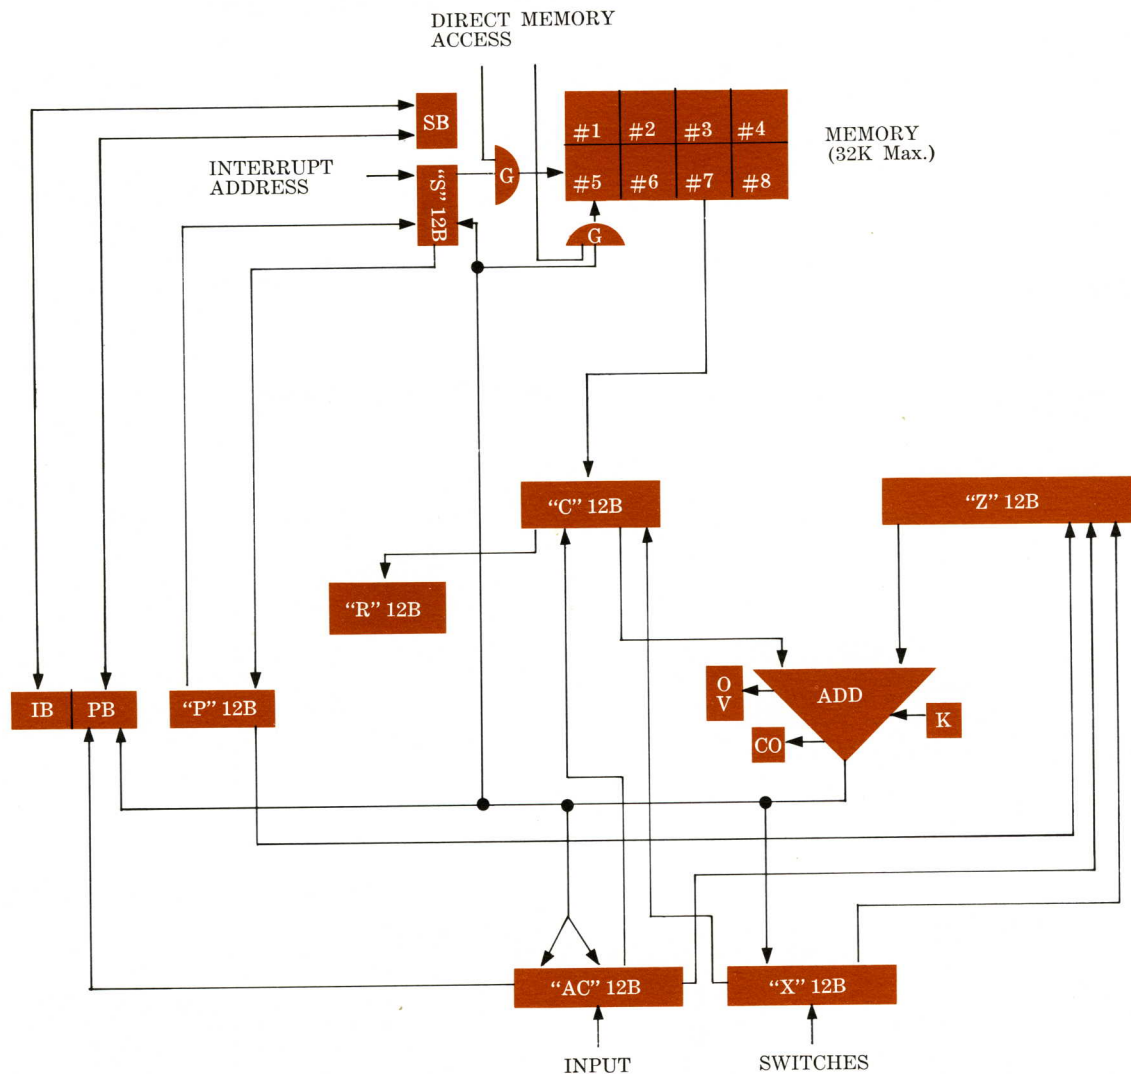 DIRECT MEMORY
ACCESS
SB
#1 #2 #3 #4
MEMORY
(32K Max.)
INTERRUPT
ADDRESS
"S" 12B
G
#5 #6 #7 #8
G
"C" 12B
"Z" 12B
"R" 12B
IB PB
"P" 12B
O
V
ADD
K
CO
"AC" 12B
"X" 12B
INPUT
SWITCHES